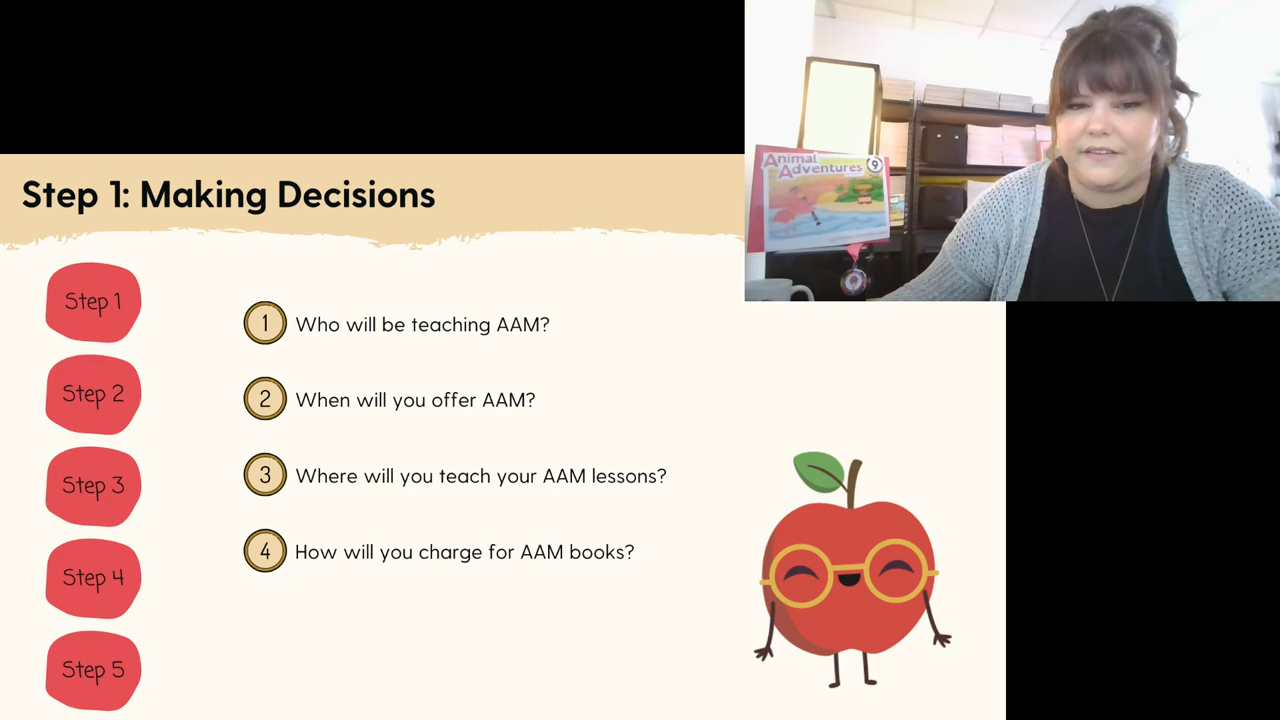 Step 1: Making Decisions
Step 1
Step 2
Step 3
Step 4
Step 5
1 Who will be teaching AAM?
2 When will you offer AAM?
3 Where will you teach your AAM lessons?
4 How will you charge for AAM books?
Animal
Adventures 9